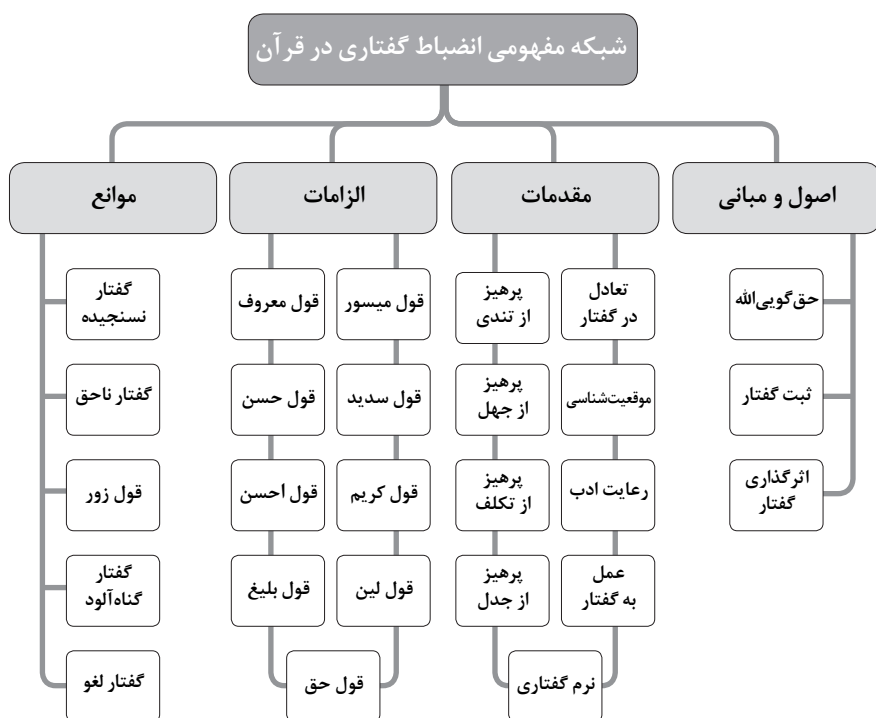 شبکه مفهومی انضباط گفتاری در قرآن
اصول و مبانی
حق‌گویی‌الله
ثبت گفتار
اثرگذاری
گفتار
مقدمات
تعادل
در گفتار
موقعیت‌شناسی
رعایت ادب
عمل
به گفتار
پرهیز
از تندی
پرهیز
از جهل
پرهیز
از تکلف
پرهیز
از جدل
نرم گفتاری
الزامات
قول میسور
قول سدید
قول کریم
قول لین
قول معروف
قول حسن
قول احسن
قول بلیغ
قول حق
موانع
گفتار
نسنجیده
گفتار ناحق
قول زور
گفتار
گناه‌آلود
گفتار لغو